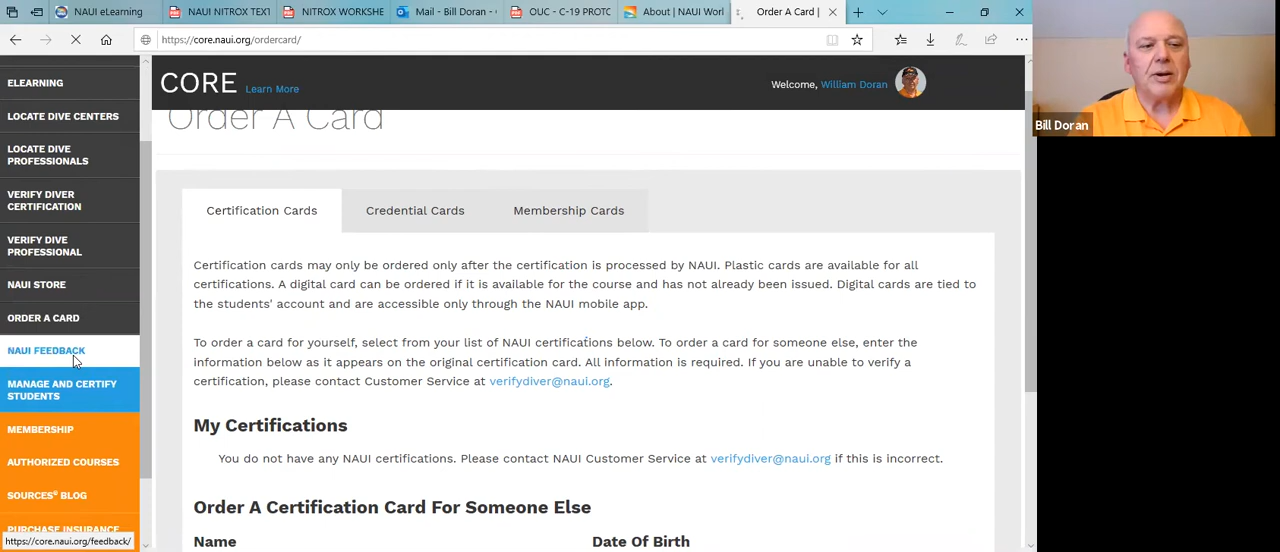 NAUI eLearning
NAUI NITROX TEXT
NITROX WORKSHE
Mail - Bill Doran -
OUC - C-19 PROTO
About | NAUI Worl
Order A Card |
https://core.naui.org/ordercard/
ELEARNING
LOCATE DIVE CENTERS
LOCATE DIVE
PROFESSIONALS
VERIFY DIVER
CERTIFICATION
VERIFY DIVE
PROFESSIONAL
NAUI STORE
ORDER A CARD
NAUI FEEDBACK
MANAGE AND CERTIFY
STUDENTS
MEMBERSHIP
AUTHORIZED COURSES
SOURCES® BLOG
PURCHASE INSURANCE
https://core.naui.org/feedback/
CORE Learn More
Welcome, William Doran
Order A Card
Certification Cards Credential Cards Membership Cards
Certification cards may only be ordered only after the certification is processed by NAUI. Plastic cards are available for all
certifications. A digital card can be ordered if it is available for the course and has not already been issued. Digital cards are tied to
the students' account and are accessible only through the NAUI mobile app.
To order a card for yourself, select from your list of NAUI certifications below. To order a card for someone else, enter the
information below as it appears on the original certification card. All information is required. If you are unable to verify a
certification, please contact Customer Service at verifydiver@naui.org.
My Certifications
You do not have any NAUI certifications. Please contact NAUI Customer Service at verifydiver@naui.org if this is incorrect.
Order A Certification Card For Someone Else
Name Date Of Birth
Bill Doran